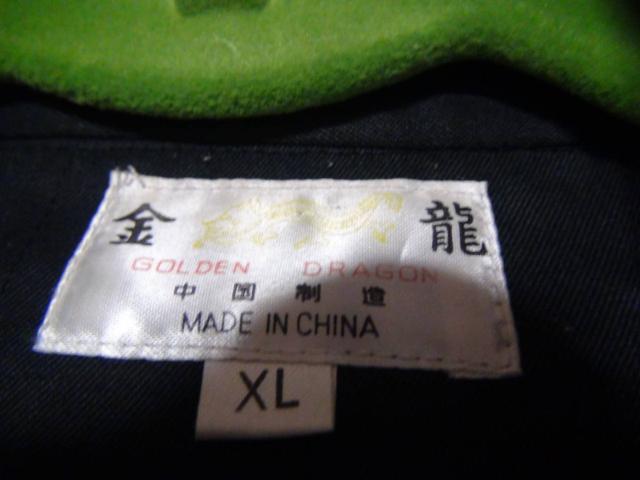 金 龍
GOLDEN DRAGON
中国制造
MADE IN CHINA
XL